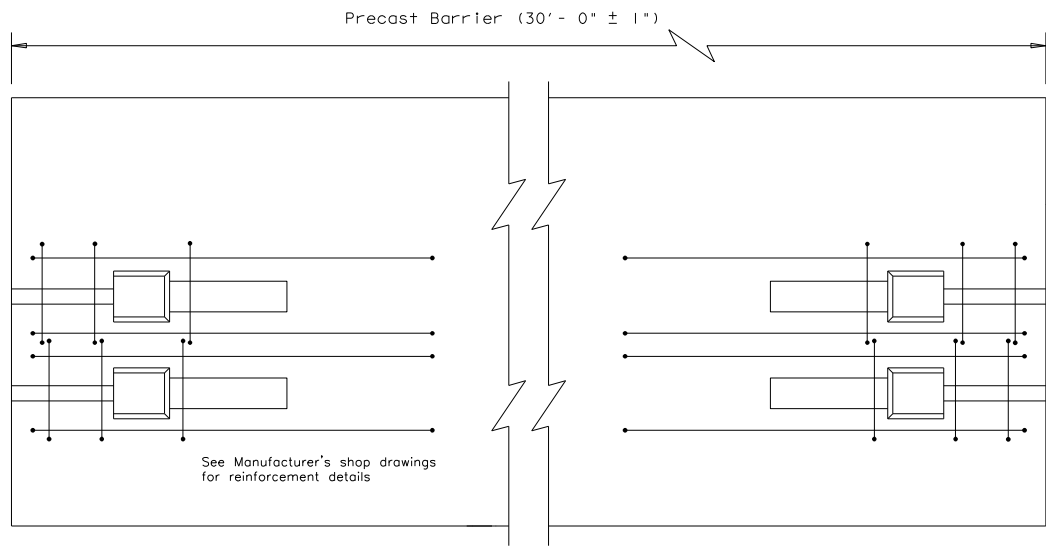 Precast Barrier (30'- 0" ± 1")
See Manufacturer's shop drawings
for reinforcement details